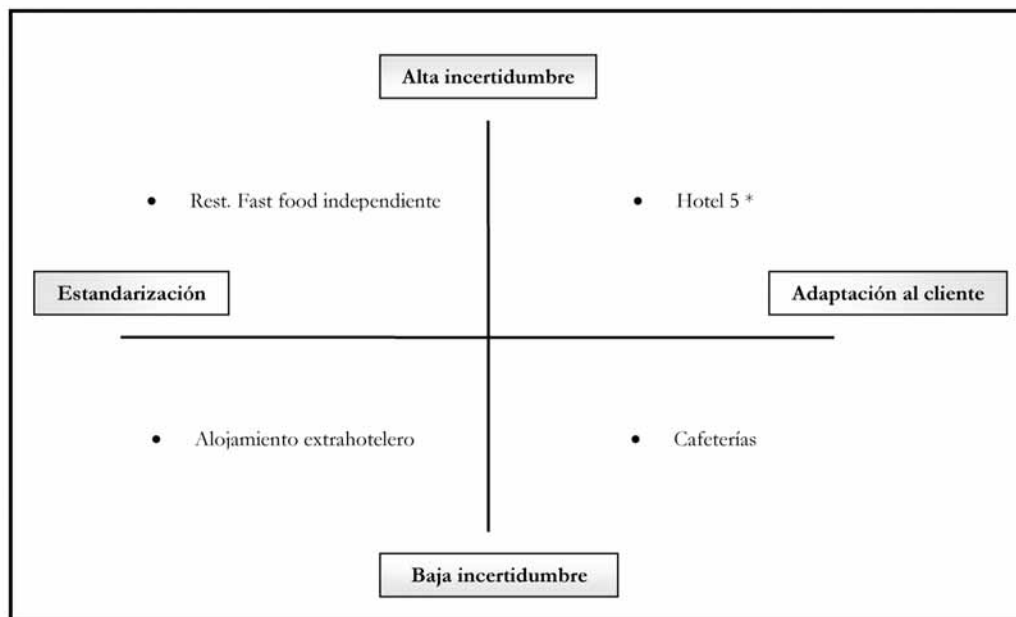 Alta incertidumbre
• Rest. Fast food independiente
• Hotel 5 *
Estandarización
Adaptación al cliente
• Alojamiento extrahotelero
• Cafeterías
Baja incertidumbre